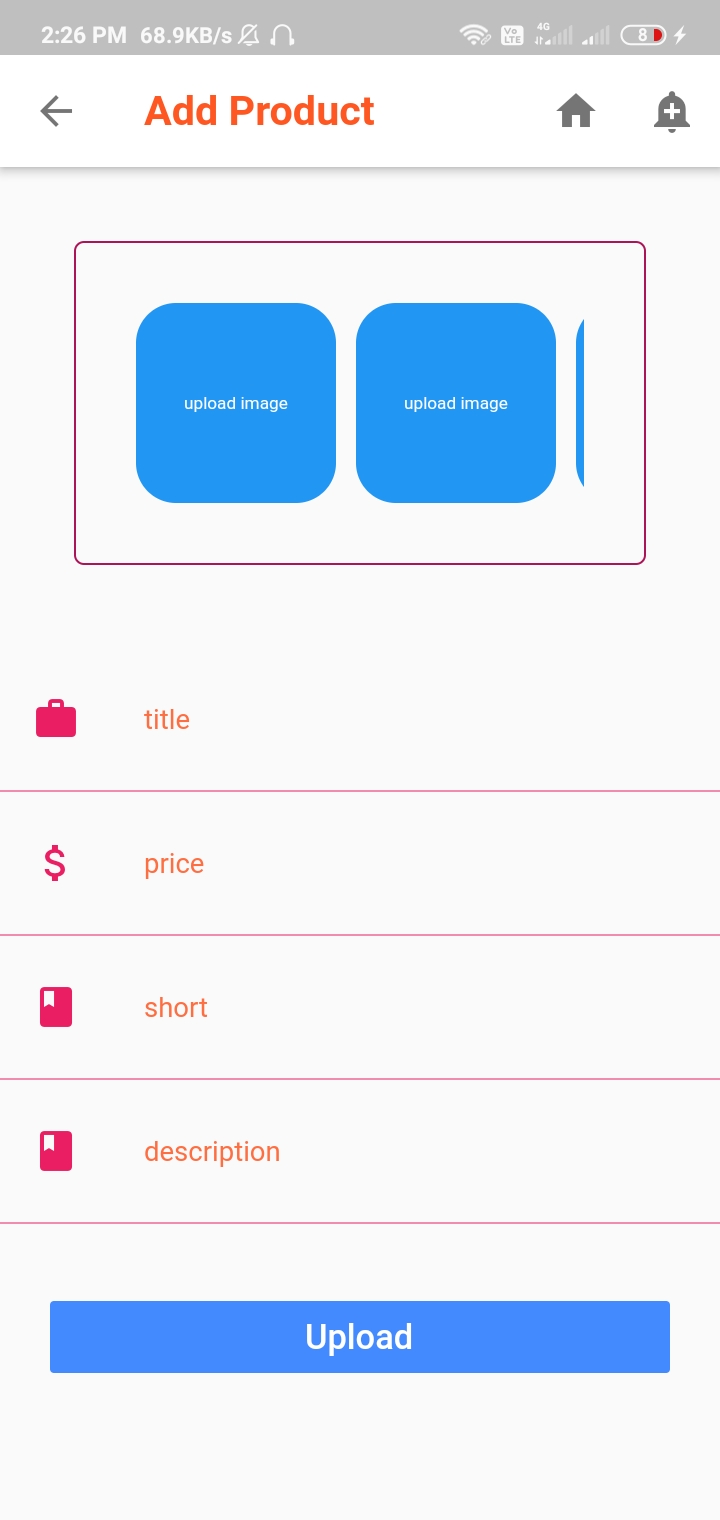 2:26 PM 68.9KB/s Vo LTE 4G 8
Add Product
upload image upload image
title
$ price
short
description
Upload